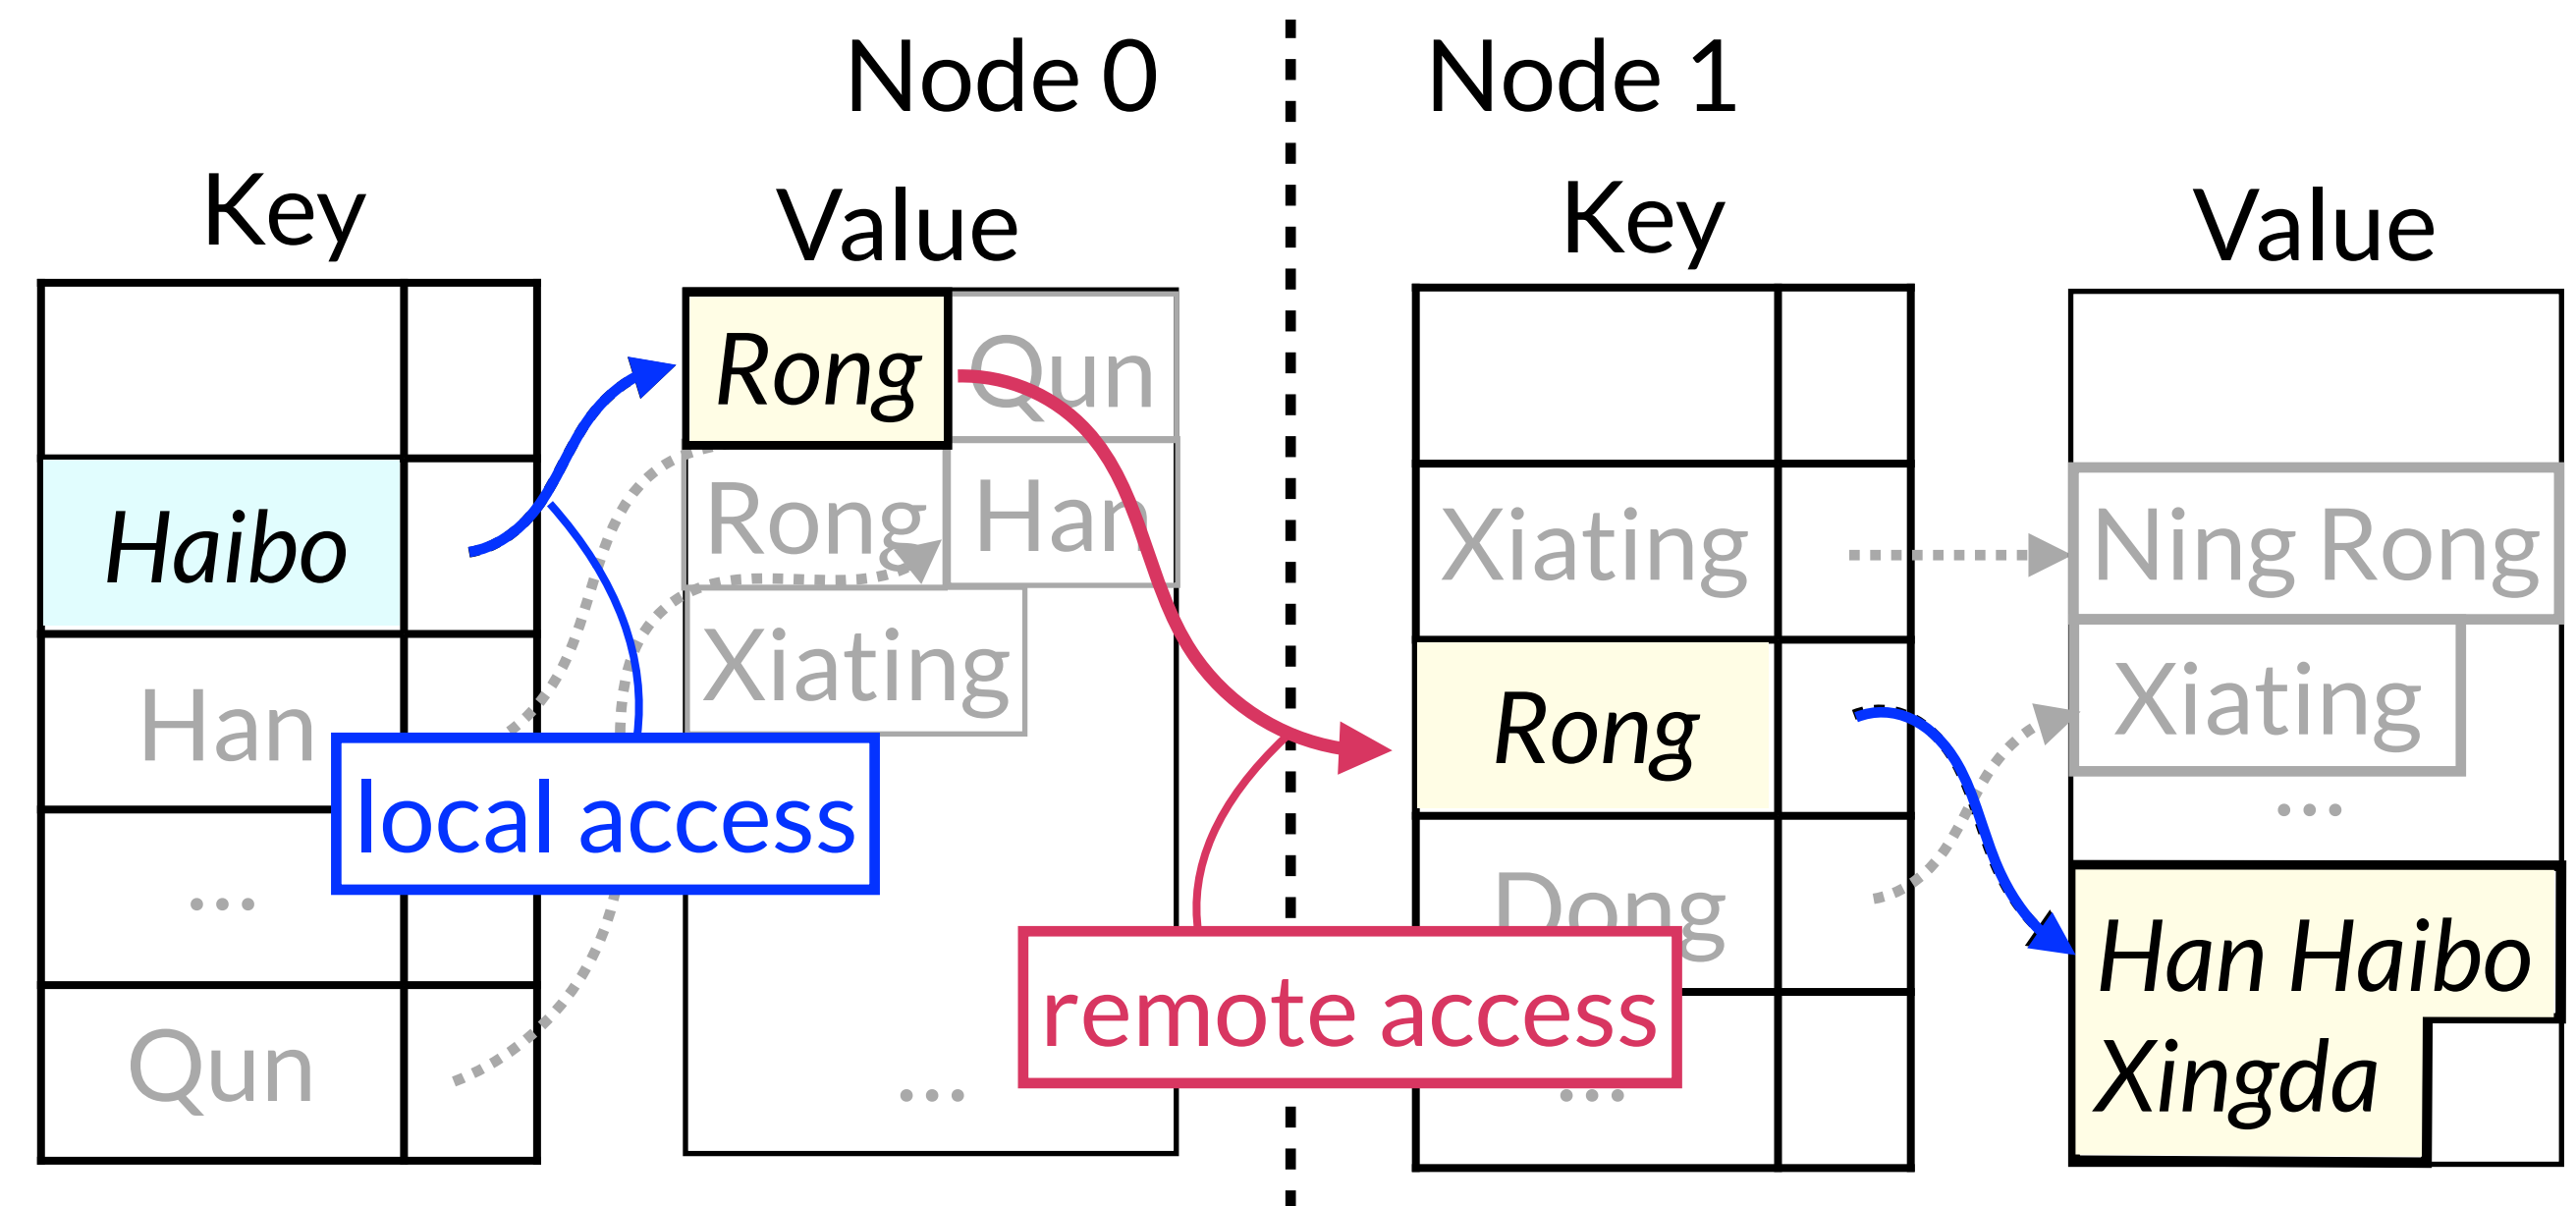 Node 0
Node 1
Key
Value
Key
Value
Rong
Qun
Haibo
Rong
Han
Xiating
Ning Rong
Han
Xiating
Rong
Xiating
local access
...
...
Dong
Han Haibo
remote access
Qun
Xingda
...
...